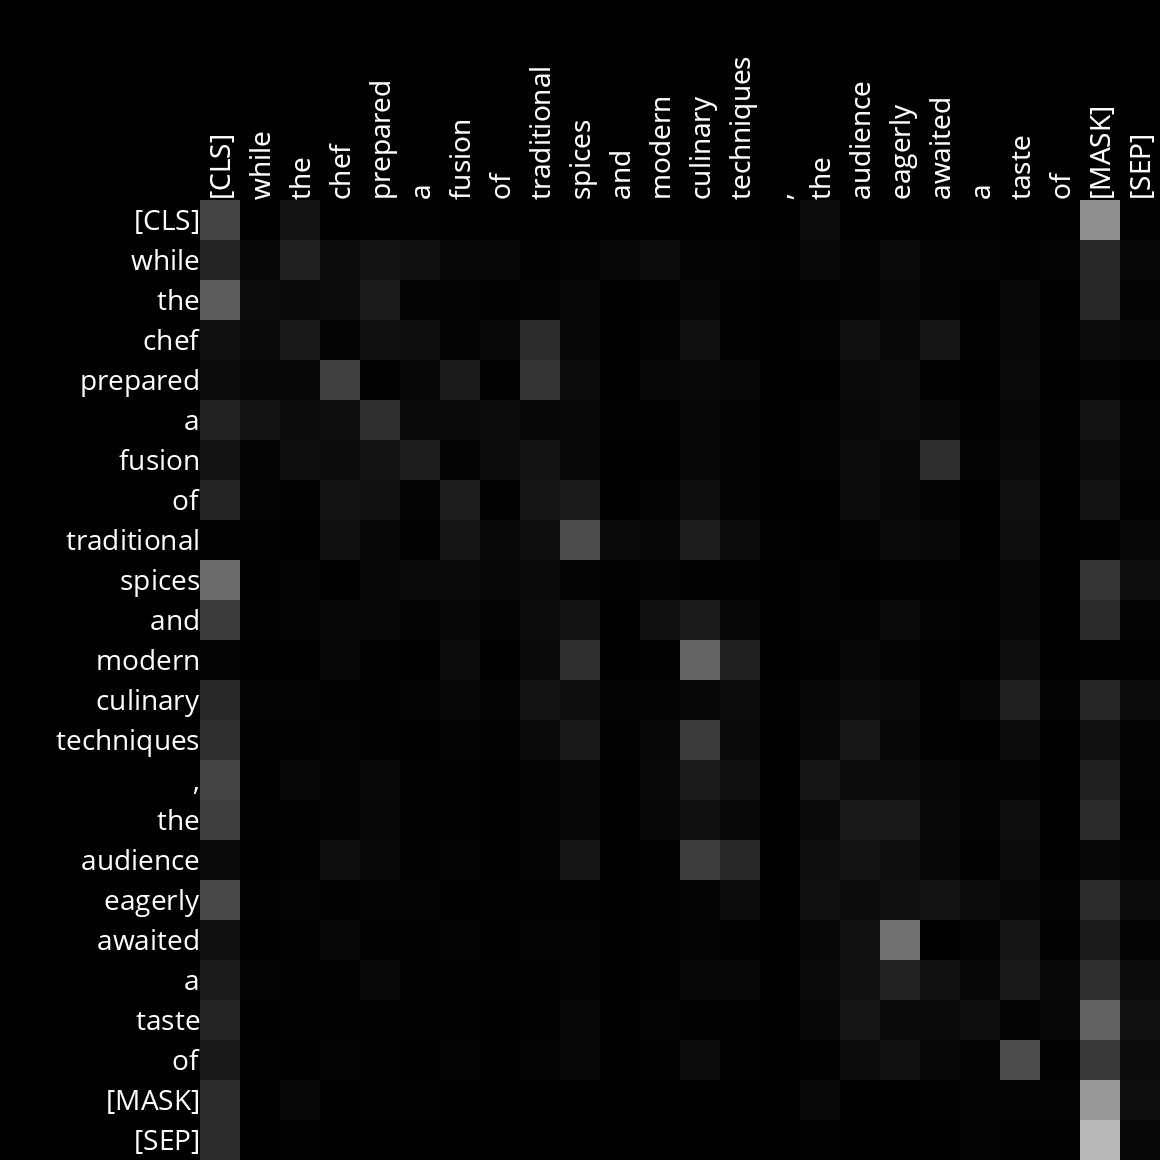 [CLS] while the chef prepared a fusion of traditional spices and modern culinary techniques , the audience eagerly awaited a taste of [MASK] [SEP]
[CLS]
while
the
chef
prepared
a
fusion
of
traditional
spices
and
modern
culinary
techniques
,
the
audience
eagerly
awaited
a
taste
of
[MASK]
[SEP]